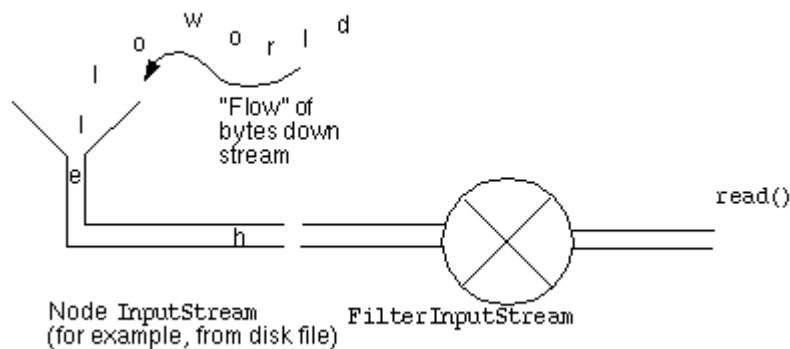 l l o w o r l d
"Flow" of
bytes down
stream
e
h
read()
Node InputStream
(for example, from disk file)
FilterInputStream